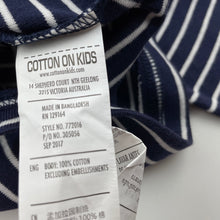 COTTON ON KIDS
www.cottononkids.com
14 SHEPHERD COURT NTH GEELONG
3215 VICTORIA AUSTRALIA
MADE IN BANGLADESH
RN 129164
STYLE NO. 772016
P/O NO. 305056
SEP 2017
EN BODY: 100% COTTON
EXCLUDING EMBELLISHMENTS